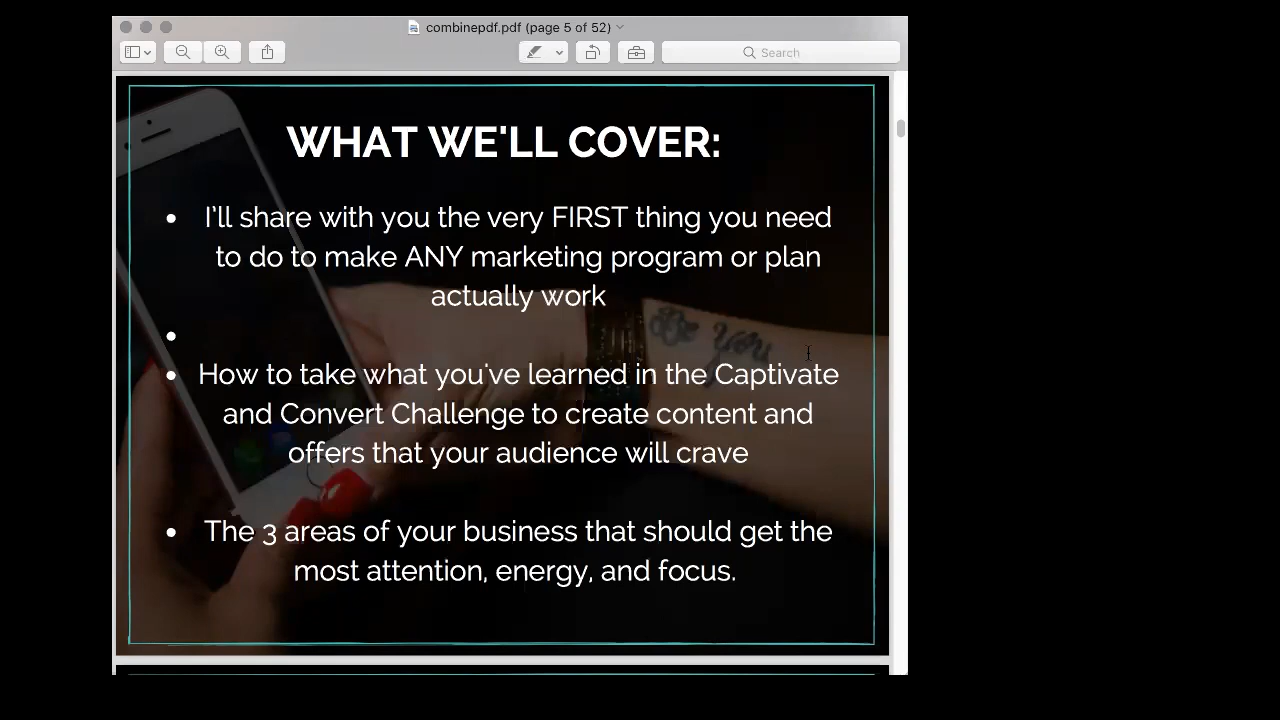 combinepdf.pdf (page 5 of 52)
Search
WHAT WE'LL COVER:
• I'll share with you the very FIRST thing you need
to do to make ANY marketing program or plan
actually work
•
• How to take what you've learned in the Captivate
and Convert Challenge to create content and
offers that your audience will crave
• The 3 areas of your business that should get the
most attention, energy, and focus.
Be you